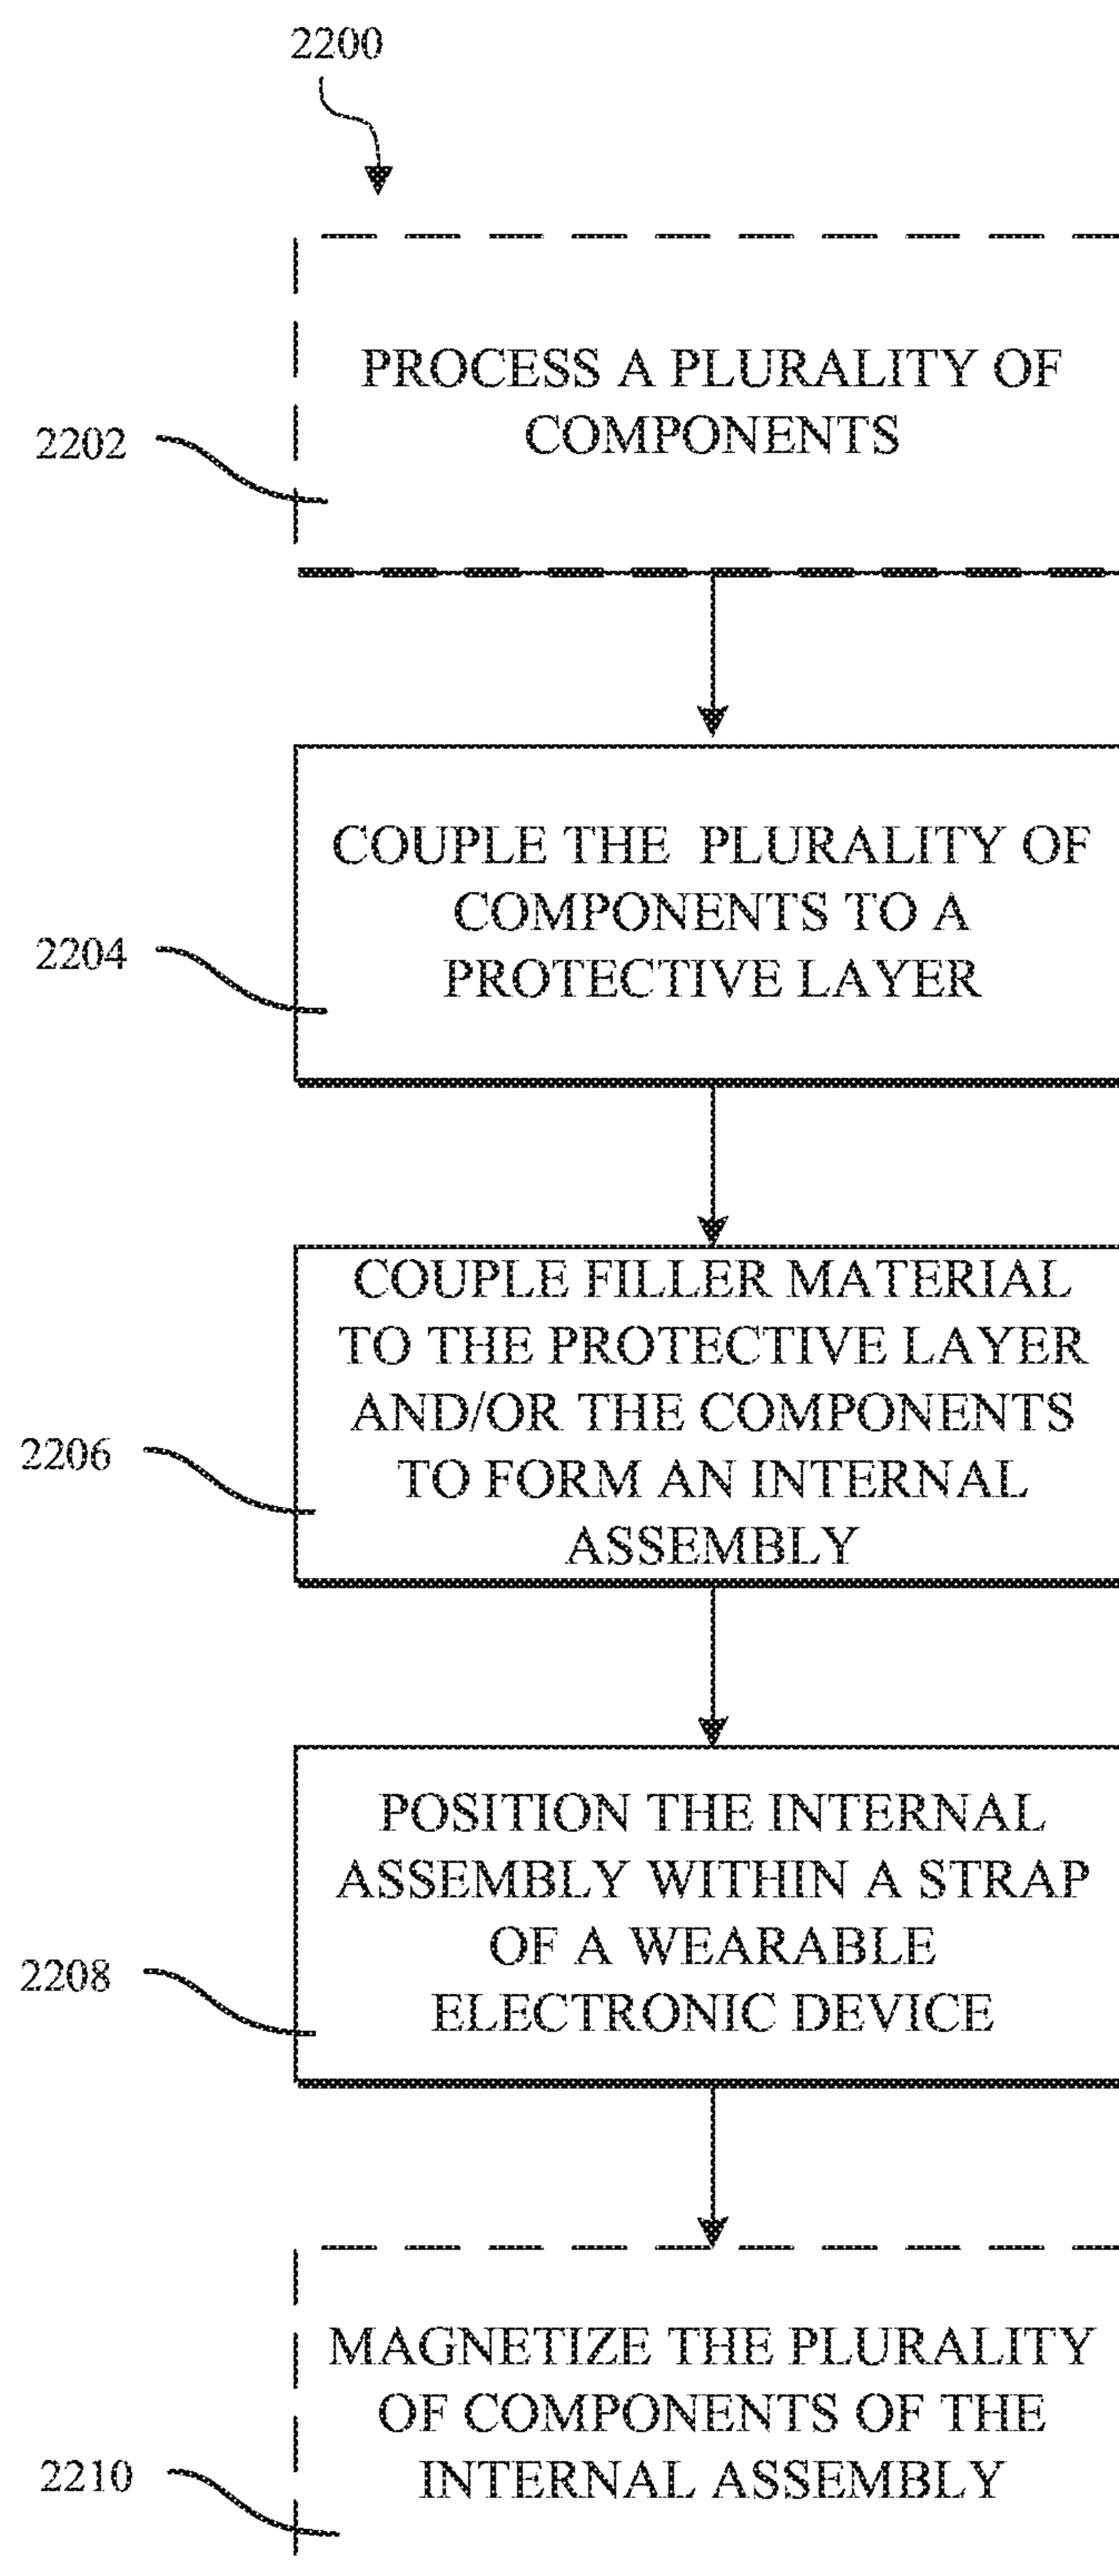 2200
PROCESS A PLURALITY OF
COMPONENTS
2202
COUPLE THE PLURALITY OF
COMPONENTS TO A
PROTECTIVE LAYER
2204
COUPLE FILLER MATERIAL
TO THE PROTECTIVE LAYER
AND/OR THE COMPONENTS
TO FORM AN INTERNAL
ASSEMBLY
2206
POSITION THE INTERNAL
ASSEMBLY WITHIN A STRAP
OF A WEARABLE
ELECTRONIC DEVICE
2208
MAGNETIZE THE PLURALITY
OF COMPONENTS OF THE
INTERNAL ASSEMBLY
2210